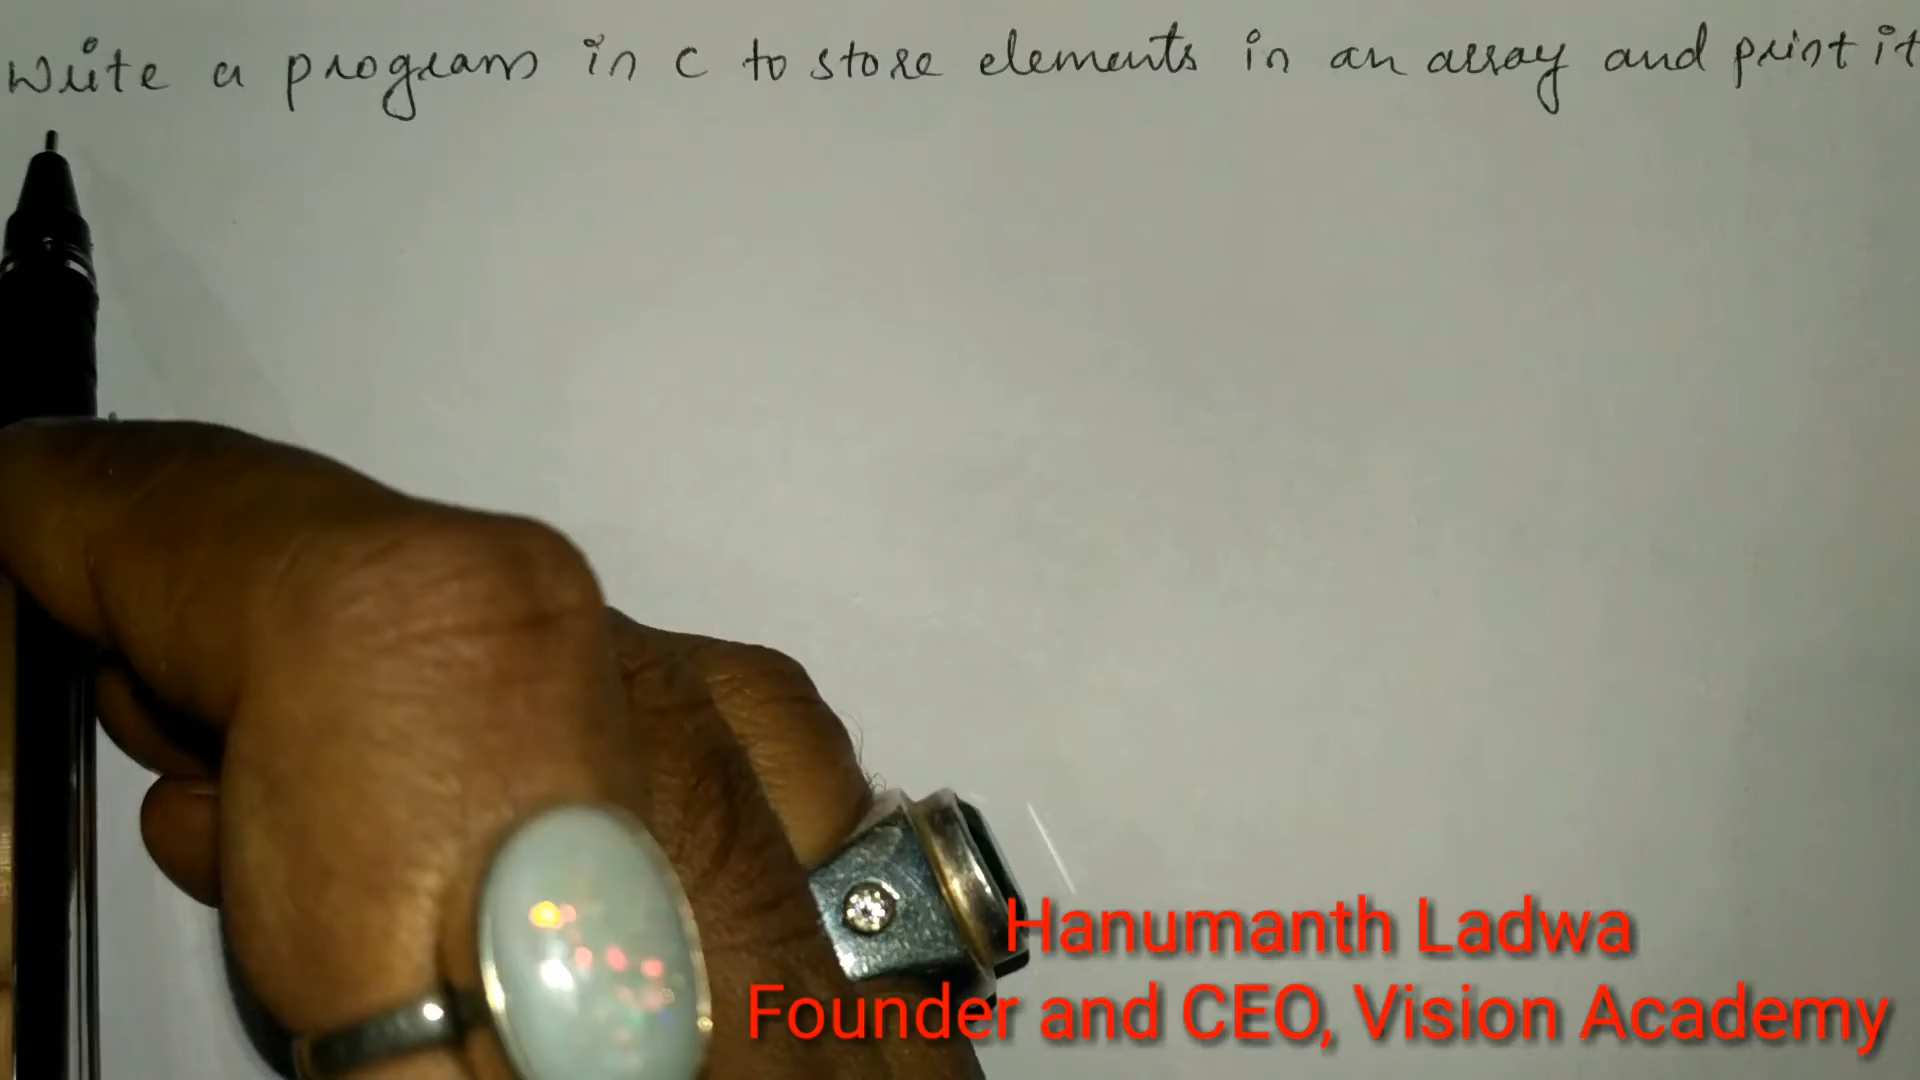 Write a program in c to store elements in an array and print it
Hanumanth Ladwa
Founder and CEO, Vision Academy